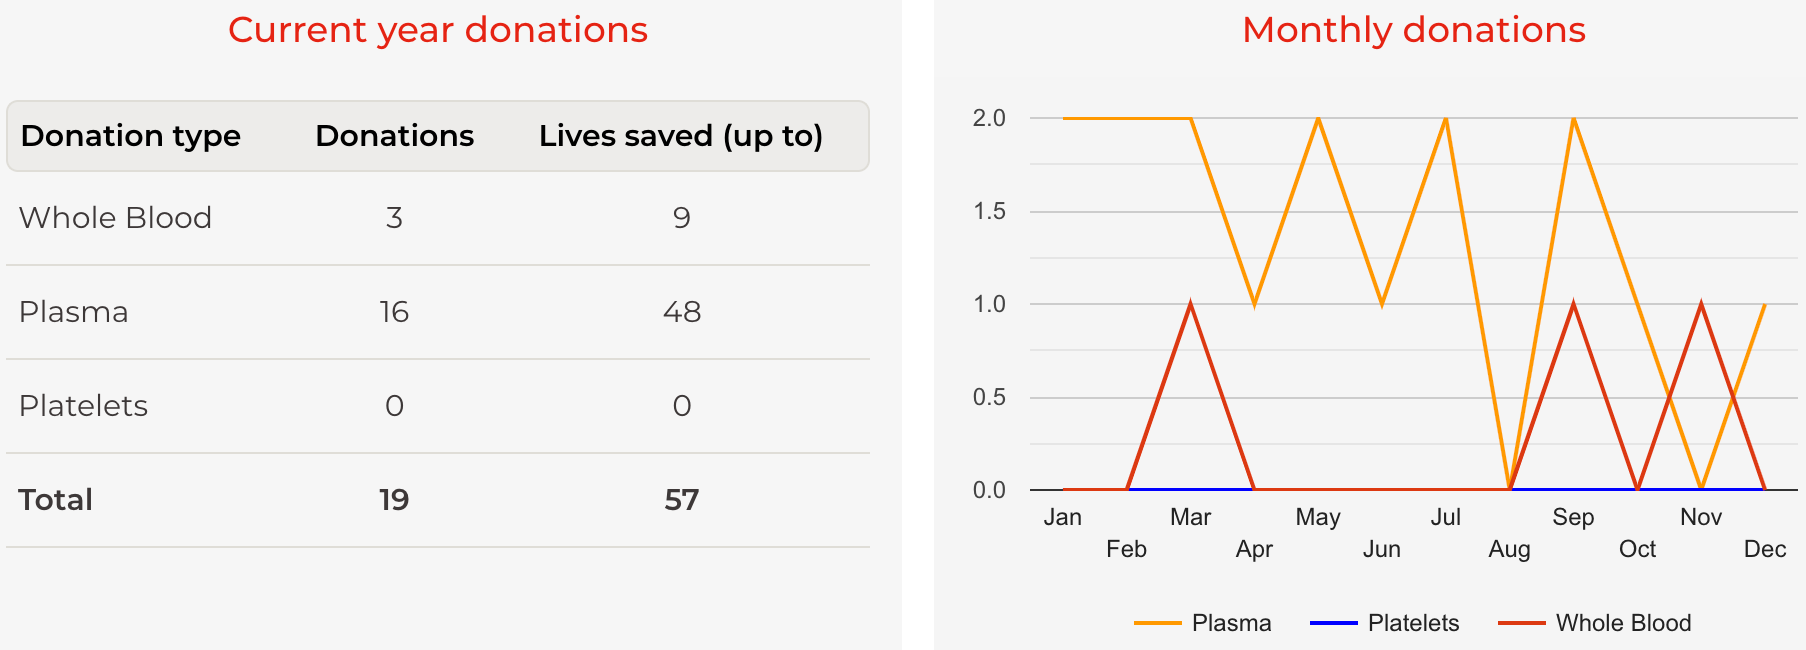 Current year donations
Donation type Donations Lives saved (up to)
Whole Blood 3 9
Plasma 16 48
Platelets 0 0
Total 19 57
Monthly donations
2.0
1.5
1.0
0.5
0.0
Jan Mar May Jul Sep Nov
Feb Apr Jun Aug Oct Dec
Plasma Platelets Whole Blood